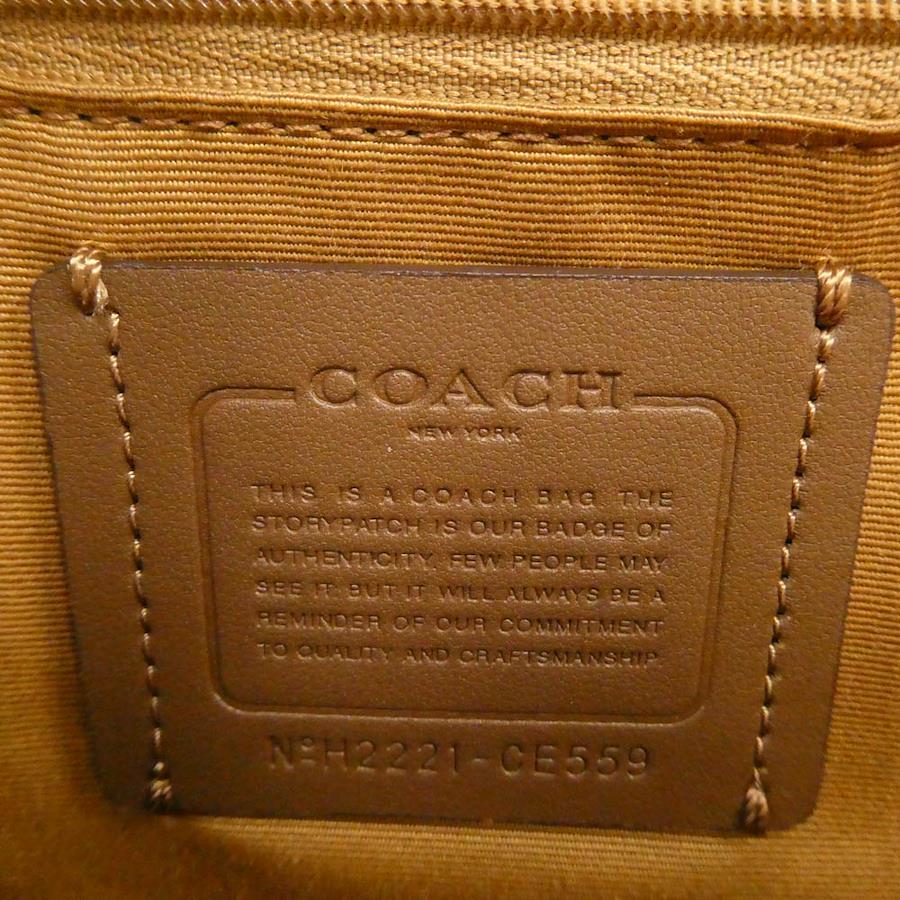 COACH
NEW YORK
THIS IS A COACH BAG. THE
STORYPATCH IS OUR BADGE OF
AUTHENTICITY. FEW PEOPLE MAY
SEE IT. BUT IT WILL ALWAYS BE A
REMINDER OF OUR COMMITMENT
TO QUALITY AND CRAFTSMANSHIP.
NºH2221-CE559